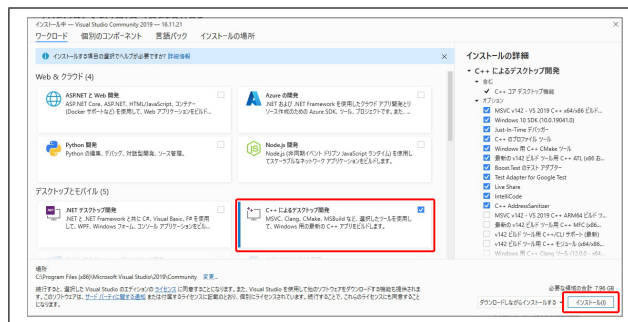 インストール中 — Visual Studio Community 2019 — 16.11.21
ワークロード 個別のコンポーネント 言語パック インストールの場所
インストールする項目の選択でヘルプが必要ですか? 詳細情報
Web & クラウド (4)
ASP.NET と Web 開発
ASP.NET Core、ASP.NET、HTML/JavaScript、コンテナー
(Docker サポートなど) を使用して、Web アプリケーションをビルド...
Azure の開発
.NET および .NET Framework を使用したクラウド アプリ開発とリ
ソース作成のための Azure SDK、ツール、プロジェクトです。また、...
Python 開発
Python の編集、デバッグ、対話型開発、ソース管理。
Node.js 開発
Node.js (非同期イベント ドリブン JavaScript ランタイム) を使用し
てスケーラブルなネットワーク アプリケーションをビルドします。
デスクトップとモバイル (5)
.NET デスクトップ開発
.NET と .NET Framework と共に C#、Visual Basic、F# を使用
して、WPF、Windows フォーム、コンソール アプリケーションをビル...
C++ によるデスクトップ開発
MSVC、Clang、CMake、MSBuild など、選択したツールを使用し
て、Windows 用の最新の C++ アプリをビルドします。
インストールの詳細
C++ によるデスクトップ開発
含む
C++ コア デスクトップ機能
オプション
MSVC v142 - VS 2019 C++ x64/x86 ビルド...
Windows 10 SDK (10.0.19041.0)
Just-In-Time デバッガー
C++ のプロファイル ツール
Windows 用 C++ CMake ツール
最新の v142 ビルド ツール用 C++ ATL (x86 お...
Boost.Test のテスト アダプター
Test Adapter for Google Test
Live Share
IntelliCode
C++ AddressSanitizer
MSVC v142 - VS 2019 C++ ARM64 ビルド ツ...
最新の v142 ビルド ツール用 C++ MFC (x86...
v142 ビルド ツール用 C++/CLI サポート (最新)
v142 ビルド ツール用 C++ モジュール (x64/x86...
Windows 用 C++ Clang ツール (12.0.0 - x64...
場所
C:\Program Files (x86)\Microsoft Visual Studio\2019\Community 変更...
続行すると、選択した Visual Studio のエディションの ライセンス に同意することになります。また、Visual Studio を使用して他のソフトウェアをダウンロードする機能も提供されま
す。このソフトウェアは、サード パーティに関する通知 または付属するライセンスに記載のとおり、個別にライセンスされています。続行することで、これらのライセンスにも同意すること
になります。
必要な領域の合計 7.96 GB
ダウンロードしながらインストールする
インストール(I)